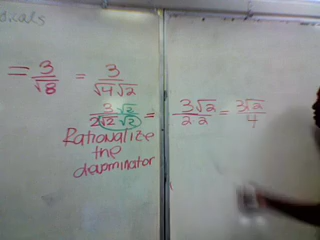 icals
= 3/√8 = 3/√4√2
3√2/2√2√2 = 3√2/2·2 = 3√2/4
Rationalize
the
denominator